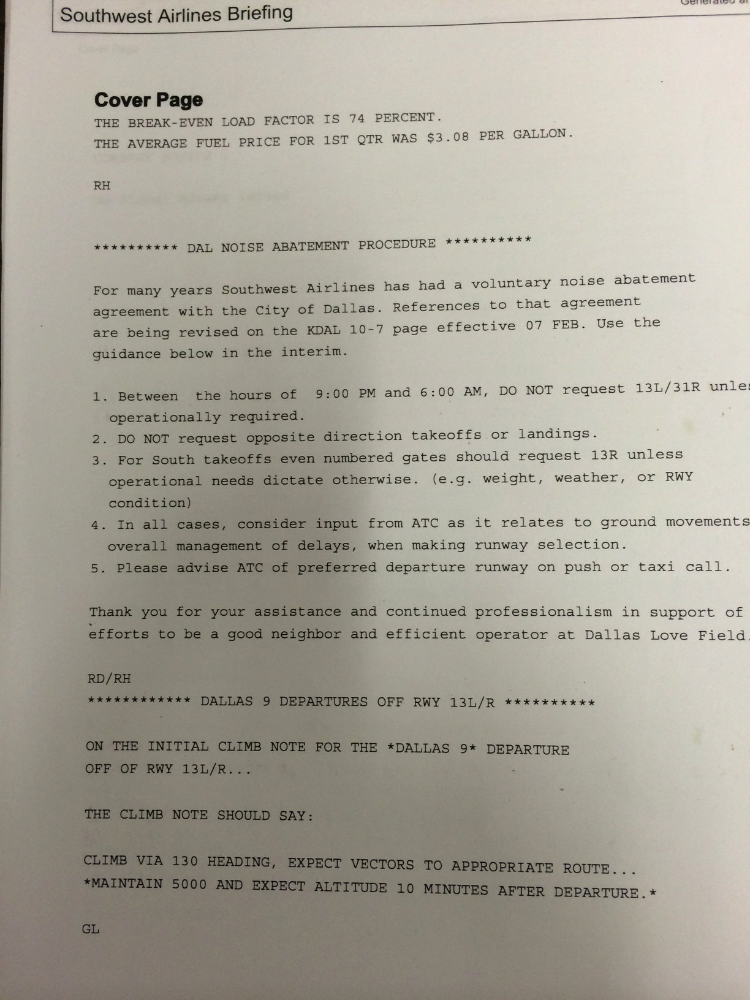 Southwest Airlines Briefing
Generated at
Cover Page
THE BREAK-EVEN LOAD FACTOR IS 74 PERCENT.
THE AVERAGE FUEL PRICE FOR 1ST QTR WAS $3.08 PER GALLON.
RH
********** DAL NOISE ABATEMENT PROCEDURE **********
For many years Southwest Airlines has had a voluntary noise abatement
agreement with the City of Dallas. References to that agreement
are being revised on the KDAL 10-7 page effective 07 FEB. Use the
guidance below in the interim.
1. Between  the hours of  9:00 PM and 6:00 AM, DO NOT request 13L/31R unles
operationally required.
2. DO NOT request opposite direction takeoffs or landings.
3. For South takeoffs even numbered gates should request 13R unless
operational needs dictate otherwise. (e.g. weight, weather, or RWY
condition)
4. In all cases, consider input from ATC as it relates to ground movements
overall management of delays, when making runway selection.
5. Please advise ATC of preferred departure runway on push or taxi call.
Thank you for your assistance and continued professionalism in support of
efforts to be a good neighbor and efficient operator at Dallas Love Field.
RD/RH
************ DALLAS 9 DEPARTURES OFF RWY 13L/R **********
ON THE INITIAL CLIMB NOTE FOR THE *DALLAS 9* DEPARTURE
OFF OF RWY 13L/R...
THE CLIMB NOTE SHOULD SAY:
CLIMB VIA 130 HEADING, EXPECT VECTORS TO APPROPRIATE ROUTE...
*MAINTAIN 5000 AND EXPECT ALTITUDE 10 MINUTES AFTER DEPARTURE.*
GL